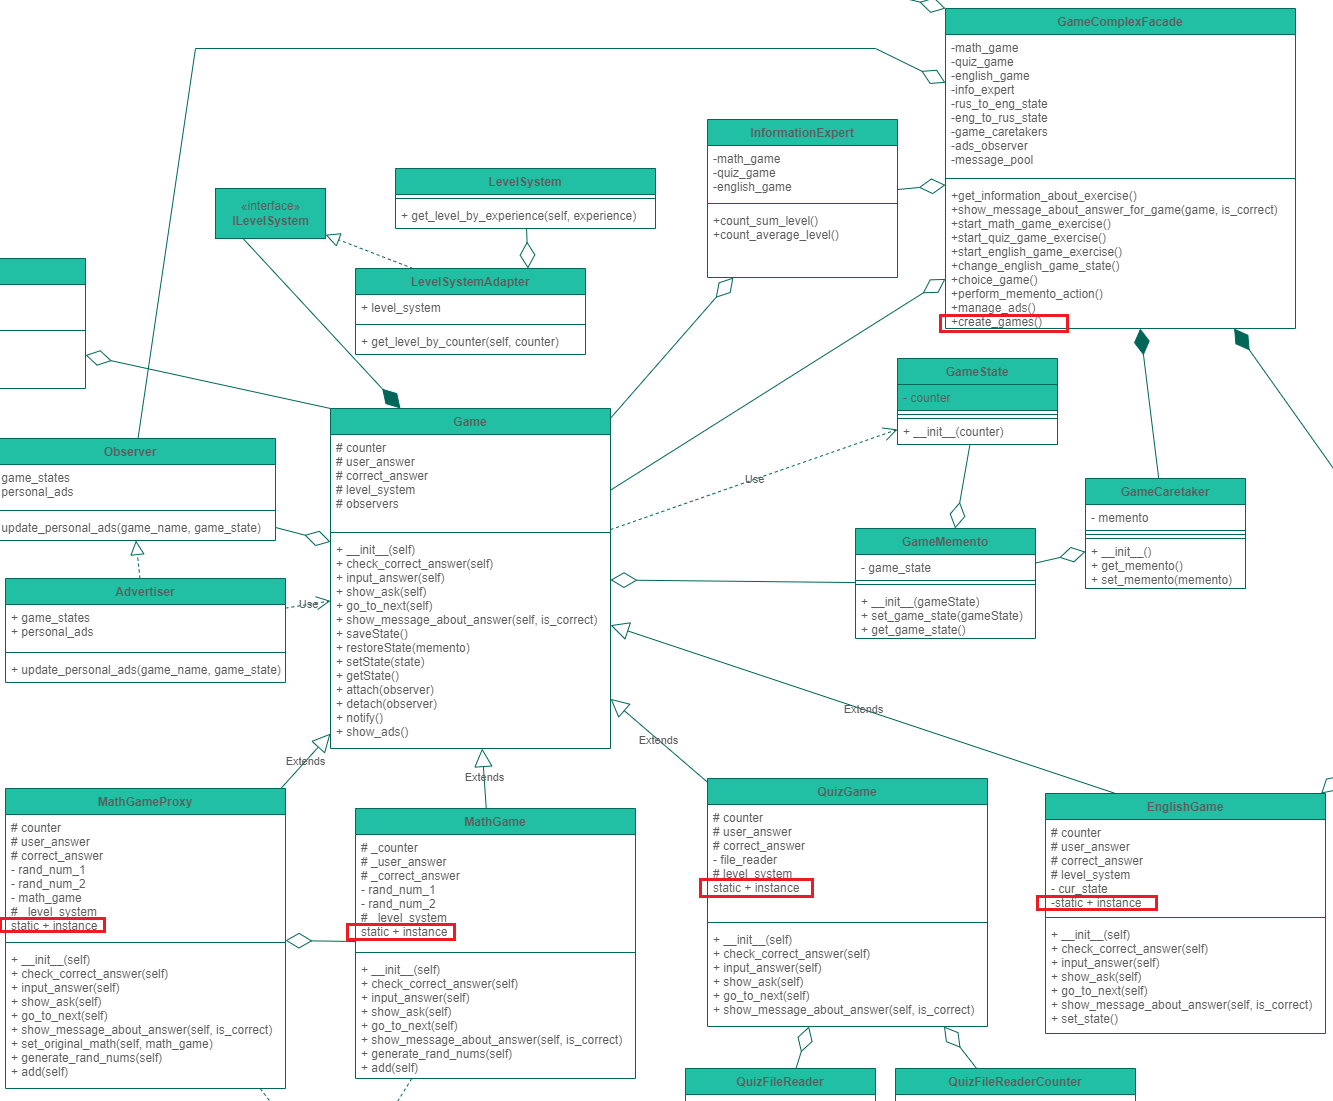 GameComplexFacade
-math_game
-quiz_game
-english_game
-info_expert
-rus_to_eng_state
-eng_to_rus_state
-game_caretakers
-ads_observer
-message_pool
+get_information_about_exercise()
+show_message_about_answer_for_game(game, is_correct)
+start_math_game_exercise()
+start_quiz_game_exercise()
+start_english_game_exercise()
+change_english_game_state()
+choice_game()
+perform_memento_action()
+manage_ads()
+create_games()
InformationExpert
-math_game
-quiz_game
-english_game
+count_sum_level()
+count_average_level()
LevelSystem
+ get_level_by_experience(self, experience)
«interface»
ILevelSystem
LevelSystemAdapter
+ level_system
+ get_level_by_counter(self, counter)
GameState
- counter
+ __init__(counter)
Game
# counter
# user_answer
# correct_answer
# level_system
# observers
+ __init__(self)
+ check_correct_answer(self)
+ input_answer(self)
+ show_ask(self)
+ go_to_next(self)
+ show_message_about_answer(self, is_correct)
+ saveState()
+ restoreState(memento)
+ setState(state)
+ getState()
+ attach(observer)
+ detach(observer)
+ notify()
+ show_ads()
Observer
game_states
personal_ads
update_personal_ads(game_name, game_state)
Use
GameCaretaker
- memento
+ __init__()
+ get_memento()
+ set_memento(memento)
GameMemento
- game_state
+ __init__(gameState)
+ set_game_state(gameState)
+ get_game_state()
Advertiser
+ game_states
+ personal_ads
+ update_personal_ads(game_name, game_state)
Use
Extends
Extends
Extends
Extends
MathGameProxy
# counter
# user_answer
# correct_answer
- rand_num_1
- rand_num_2
- math_game
# _level_system
static + instance
+ __init__(self)
+ check_correct_answer(self)
+ input_answer(self)
+ show_ask(self)
+ go_to_next(self)
+ show_message_about_answer(self, is_correct)
+ set_original_math(self, math_game)
+ generate_rand_nums(self)
+ add(self)
MathGame
# _counter
# _user_answer
# _correct_answer
- rand_num_1
- rand_num_2
# _level_system
static + instance
+ __init__(self)
+ check_correct_answer(self)
+ input_answer(self)
+ show_ask(self)
+ go_to_next(self)
+ show_message_about_answer(self, is_correct)
+ generate_rand_nums(self)
+ add(self)
QuizGame
# counter
# user_answer
# correct_answer
- file_reader
# level_system
static + instance
+ __init__(self)
+ check_correct_answer(self)
+ input_answer(self)
+ show_ask(self)
+ go_to_next(self)
+ show_message_about_answer(self, is_correct)
EnglishGame
# counter
# user_answer
# correct_answer
# level_system
- cur_state
-static + instance
+ __init__(self)
+ check_correct_answer(self)
+ input_answer(self)
+ show_ask(self)
+ go_to_next(self)
+ show_message_about_answer(self, is_correct)
+ set_state()
QuizFileReader
QuizFileReaderCounter